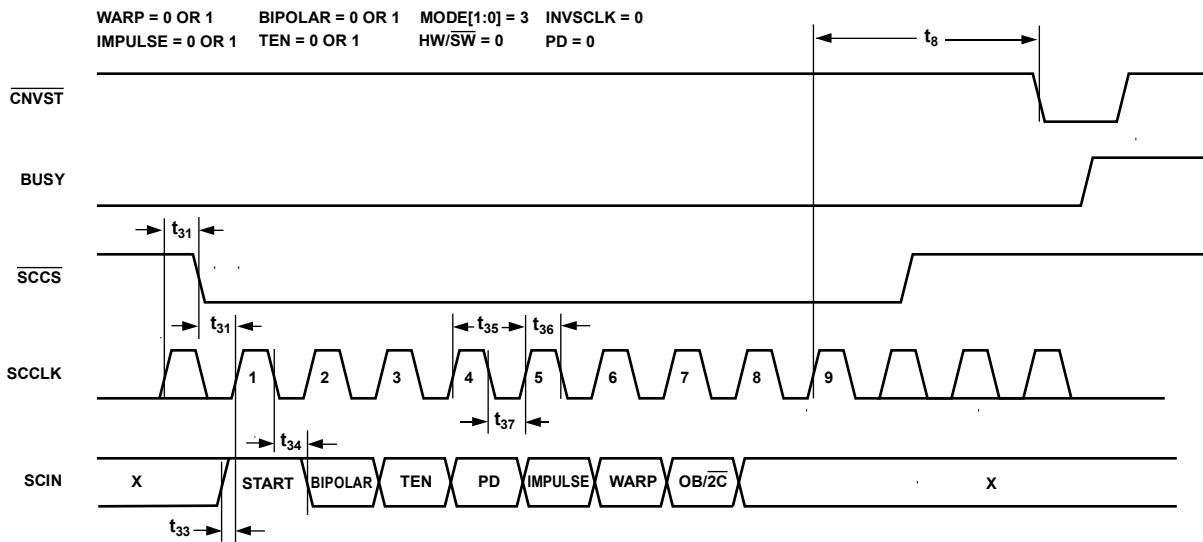 WARP = 0 OR 1 BIPOLAR = 0 OR 1 MODE[1:0] = 3 INVSCLK = 0
IMPULSE = 0 OR 1 TEN = 0 OR 1 HW/SW = 0 PD = 0
t8
CNVST
BUSY
t31
SCCS
t31 t35 t36
SCCLK 1 2 3 4 5 6 7 8 9
t37
t34
SCIN X START BIPOLAR TEN PD IMPULSE WARP OB/2C X
t33